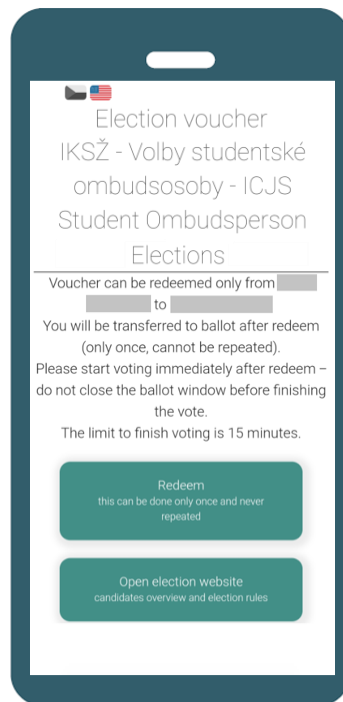 Election voucher
IKSŽ - Volby studentské
ombudsosoby - ICJS
Student Ombudsperson
Elections
Voucher can be redeemed only from
to
You will be transferred to ballot after redeem
(only once, cannot be repeated).
Please start voting immediately after redeem –
do not close the ballot window before finishing
the vote.
The limit to finish voting is 15 minutes.
Redeem
this can be done only once and never
repeated
Open election website
candidates overview and election rules